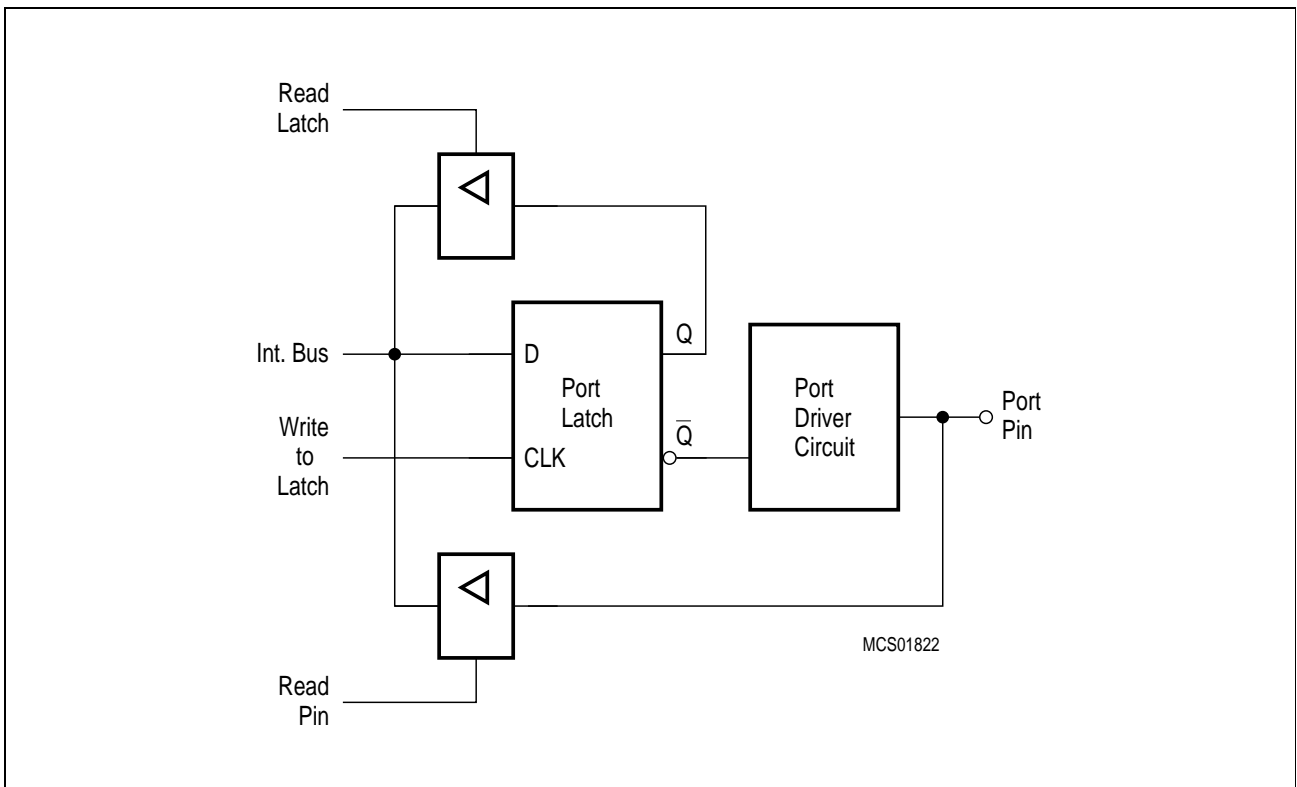 Read
Latch
Int. Bus
Write
to
Latch
Read
Pin
D
CLK
Port
Latch
Q
Q̅
Port
Driver
Circuit
Port
Pin
MCS01822